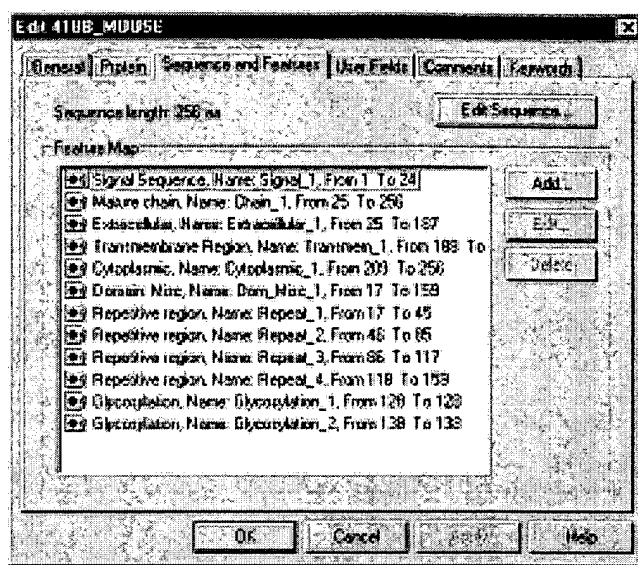 Edit 41BB_MOUSE
General Protein Sequence and Features User Fields Comments Keywords
Sequence length: 256 aa
Edit Sequence...
Feature Map
Signal Sequence, Name: Signal_1, From 1 To 24
Mature chain, Name: Chain_1, From 25 To 256
Extracellular, Name: Extracellular_1, From 25 To 187
Transmembrane Region, Name: Transmem_1, From 188 To
Cytoplasmic, Name: Cytoplasmic_1, From 209 To 256
Domain Misc, Name: Dom_Misc_1, From 17 To 159
Repetitive region, Name: Repeat_1, From 17 To 45
Repetitive region, Name: Repeat_2, From 46 To 85
Repetitive region, Name: Repeat_3, From 86 To 117
Repetitive region, Name: Repeat_4, From 118 To 159
Glycosylation, Name: Glycosylation_1, From 128 To 128
Glycosylation, Name: Glycosylation_2, From 138 To 138
Add...
Edit...
Delete
OK Cancel Apply Help